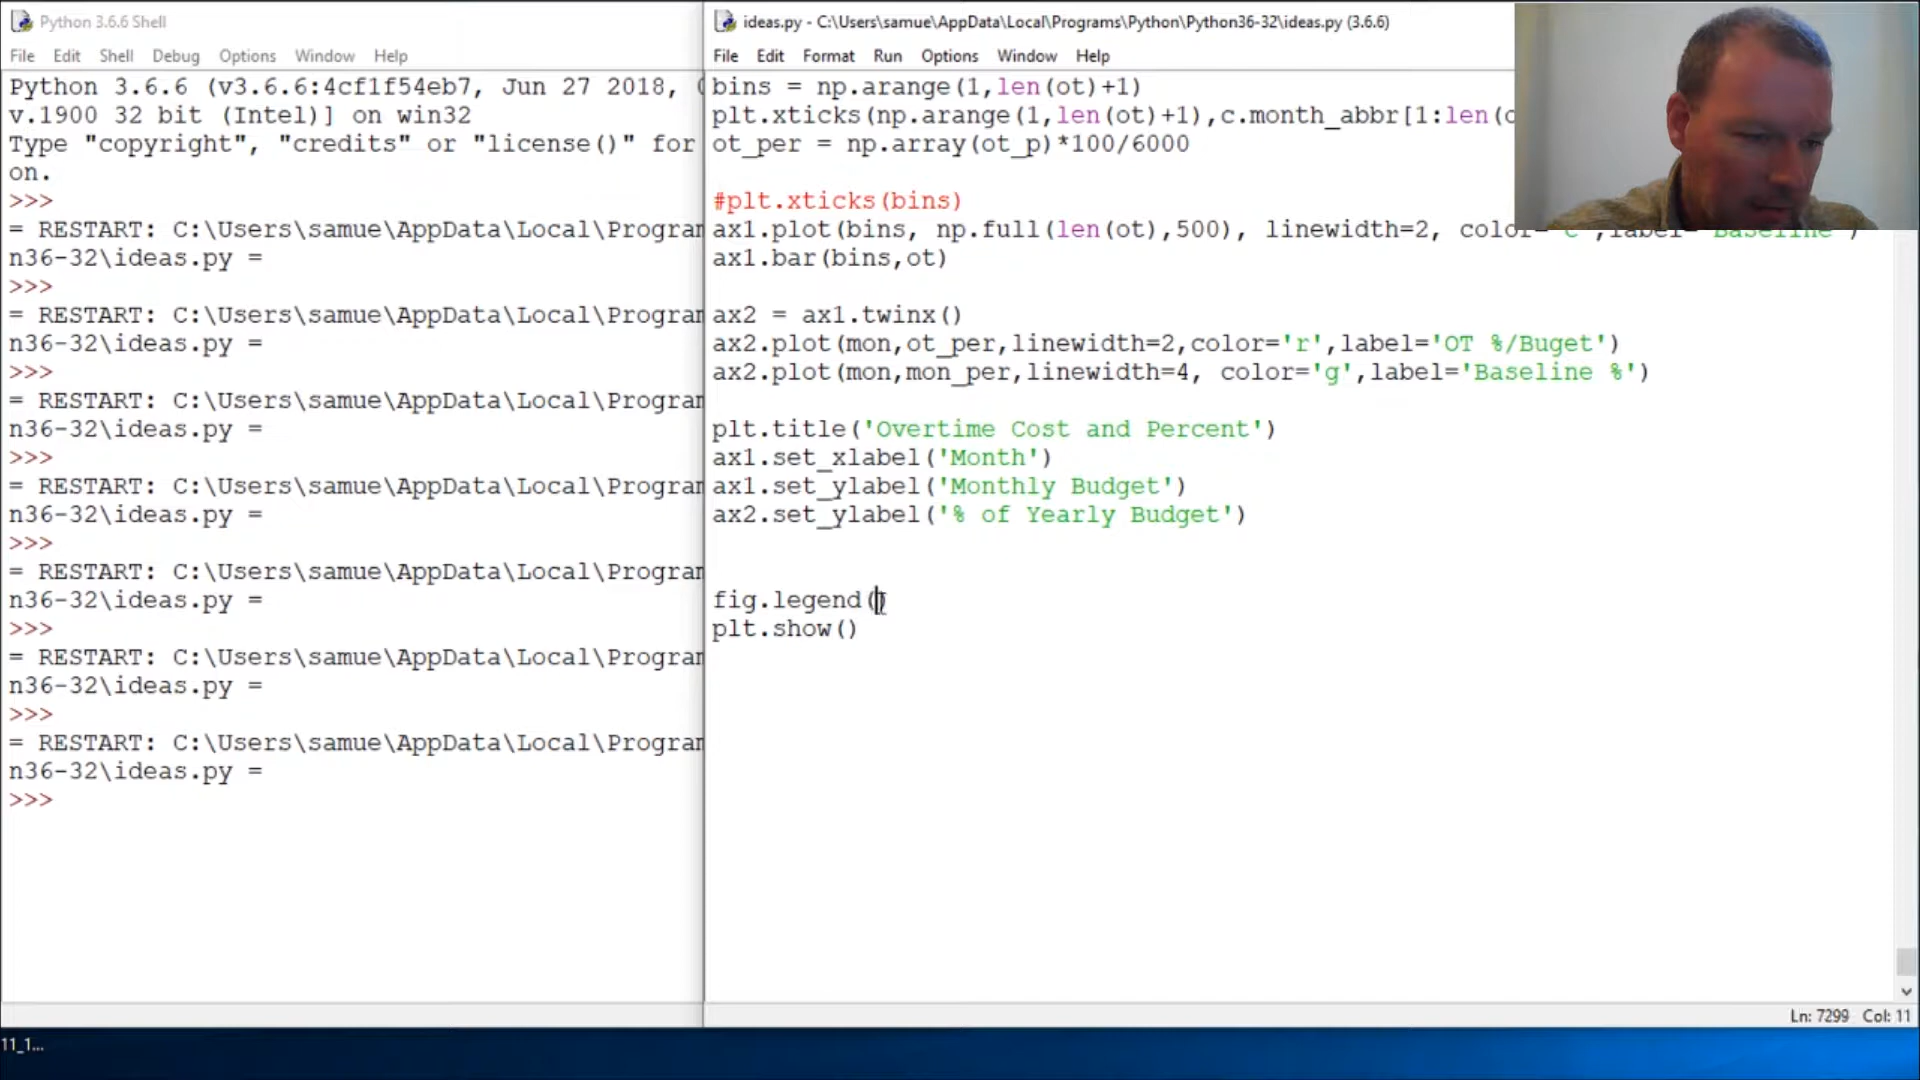 Python 3.6.6 Shell
File Edit Shell Debug Options Window Help
Python 3.6.6 (v3.6.6:4cf1f54eb7, Jun 27 2018, (
v.1900 32 bit (Intel)] on win32
Type "copyright", "credits" or "license()" for
on.
>>>
= RESTART: C:\Users\samue\AppData\Local\Program
n36-32\ideas.py =
>>>
= RESTART: C:\Users\samue\AppData\Local\Program
n36-32\ideas.py =
>>>
= RESTART: C:\Users\samue\AppData\Local\Program
n36-32\ideas.py =
>>>
= RESTART: C:\Users\samue\AppData\Local\Program
n36-32\ideas.py =
>>>
= RESTART: C:\Users\samue\AppData\Local\Program
n36-32\ideas.py =
>>>
= RESTART: C:\Users\samue\AppData\Local\Program
n36-32\ideas.py =
>>>
= RESTART: C:\Users\samue\AppData\Local\Program
n36-32\ideas.py =
>>>
ideas.py - C:\Users\samue\AppData\Local\Programs\Python\Python36-32\ideas.py (3.6.6)
File Edit Format Run Options Window Help
bins = np.arange(1,len(ot)+1)
plt.xticks(np.arange(1,len(ot)+1),c.month_abbr[1:len(o
ot_per = np.array(ot_p)*100/6000
#plt.xticks(bins)
ax1.plot(bins, np.full(len(ot),500), linewidth=2, color='c',label='Baseline')
ax1.bar(bins,ot)
ax2 = ax1.twinx()
ax2.plot(mon,ot_per,linewidth=2,color='r',label='OT %/Buget')
ax2.plot(mon,mon_per,linewidth=4, color='g',label='Baseline %')
plt.title('Overtime Cost and Percent')
ax1.set_xlabel('Month')
ax1.set_ylabel('Monthly Budget')
ax2.set_ylabel('% of Yearly Budget')
fig.legend()
plt.show()
Ln: 7299 Col: 11
11_1...